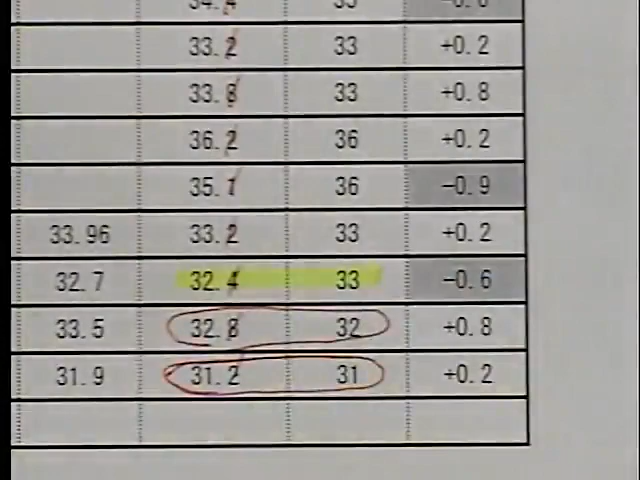 33.2 33 +0.2
33.8 33 +0.8
36.2 36 +0.2
35.1 36 -0.9
33.96 33.2 33 +0.2
32.7 32.4 33 -0.6
33.5 32.8 32 +0.8
31.9 31.2 31 +0.2